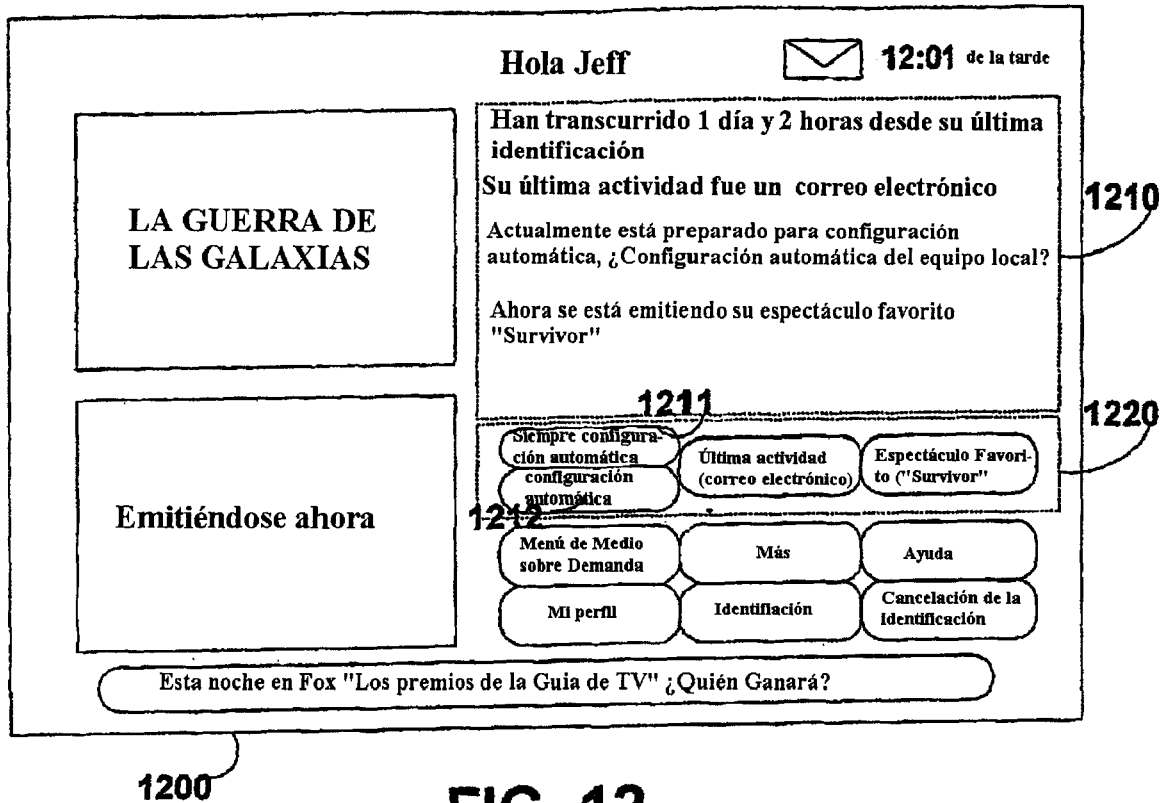 Hola Jeff
12:01 de la tarde
LA GUERRA DE
LAS GALAXIAS
Han transcurrido 1 día y 2 horas desde su última
identificación
Su última actividad fue un correo electrónico
Actualmente está preparado para configuración
automática, ¿Configuración automática del equipo local?
Ahora se está emitiendo su espectáculo favorito
"Survivor"
1210
1211
1220
Emitiéndose ahora
Siempre configura-
ción automática
configuración
automática
1212
Última actividad
(correo electrónico)
Espectáculo Favori-
to ("Survivor"
Menú de Medio
sobre Demanda
Más
Ayuda
Mi perfil
Identifiación
Cancelación de la
Identificación
Esta noche en Fox "Los premios de la Guia de TV" ¿Quién Ganará?
1200